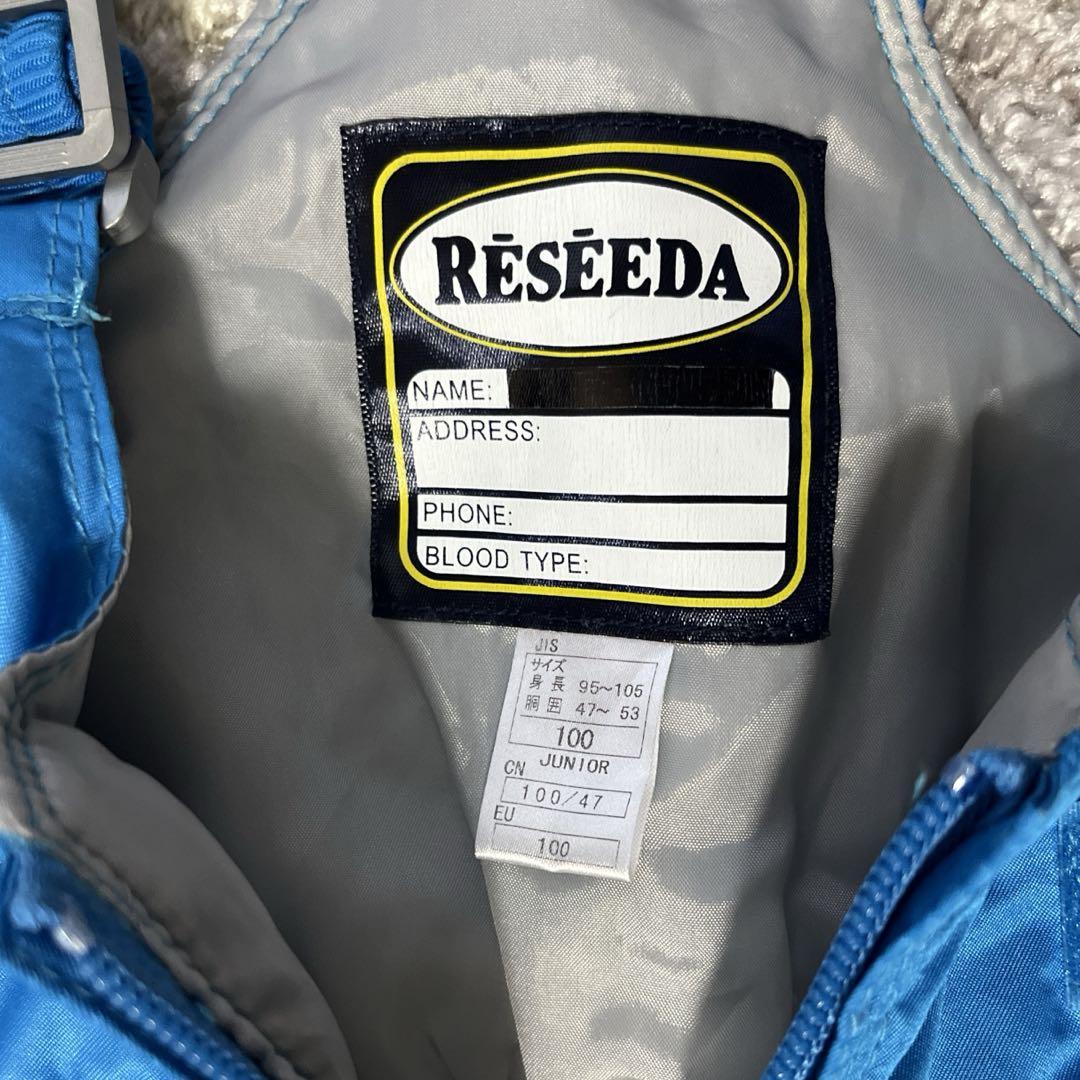 RĒSĒEDA
NAME:
ADDRESS:
PHONE:
BLOOD TYPE:
JIS
サイズ
身長 95~105
胴囲 47~ 53
100
JUNIOR
CN
100/47
EU
100